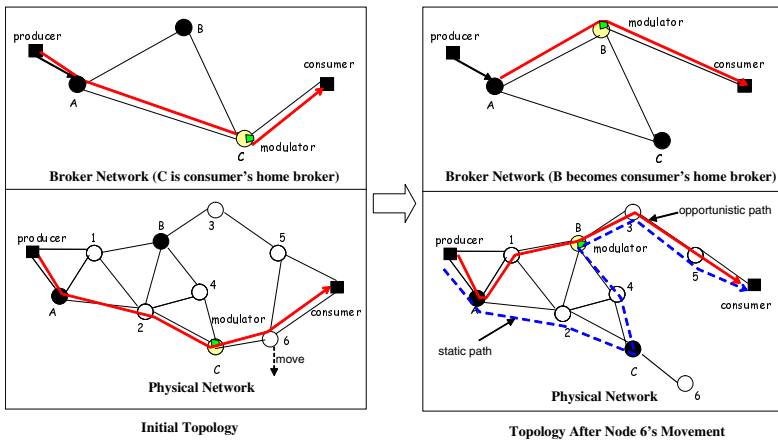 producer
B
A
consumer
C
modulator
Broker Network (C is consumer's home broker)
producer
1
B
3
5
A
2
4
modulator
C
6
consumer
move
Physical Network
Initial Topology
producer
modulator
B
consumer
A
C
Broker Network (B becomes consumer's home broker)
producer
1
B
modulator
3
opportunistic path
5
consumer
A
2
4
static path
C
6
Physical Network
Topology After Node 6's Movement